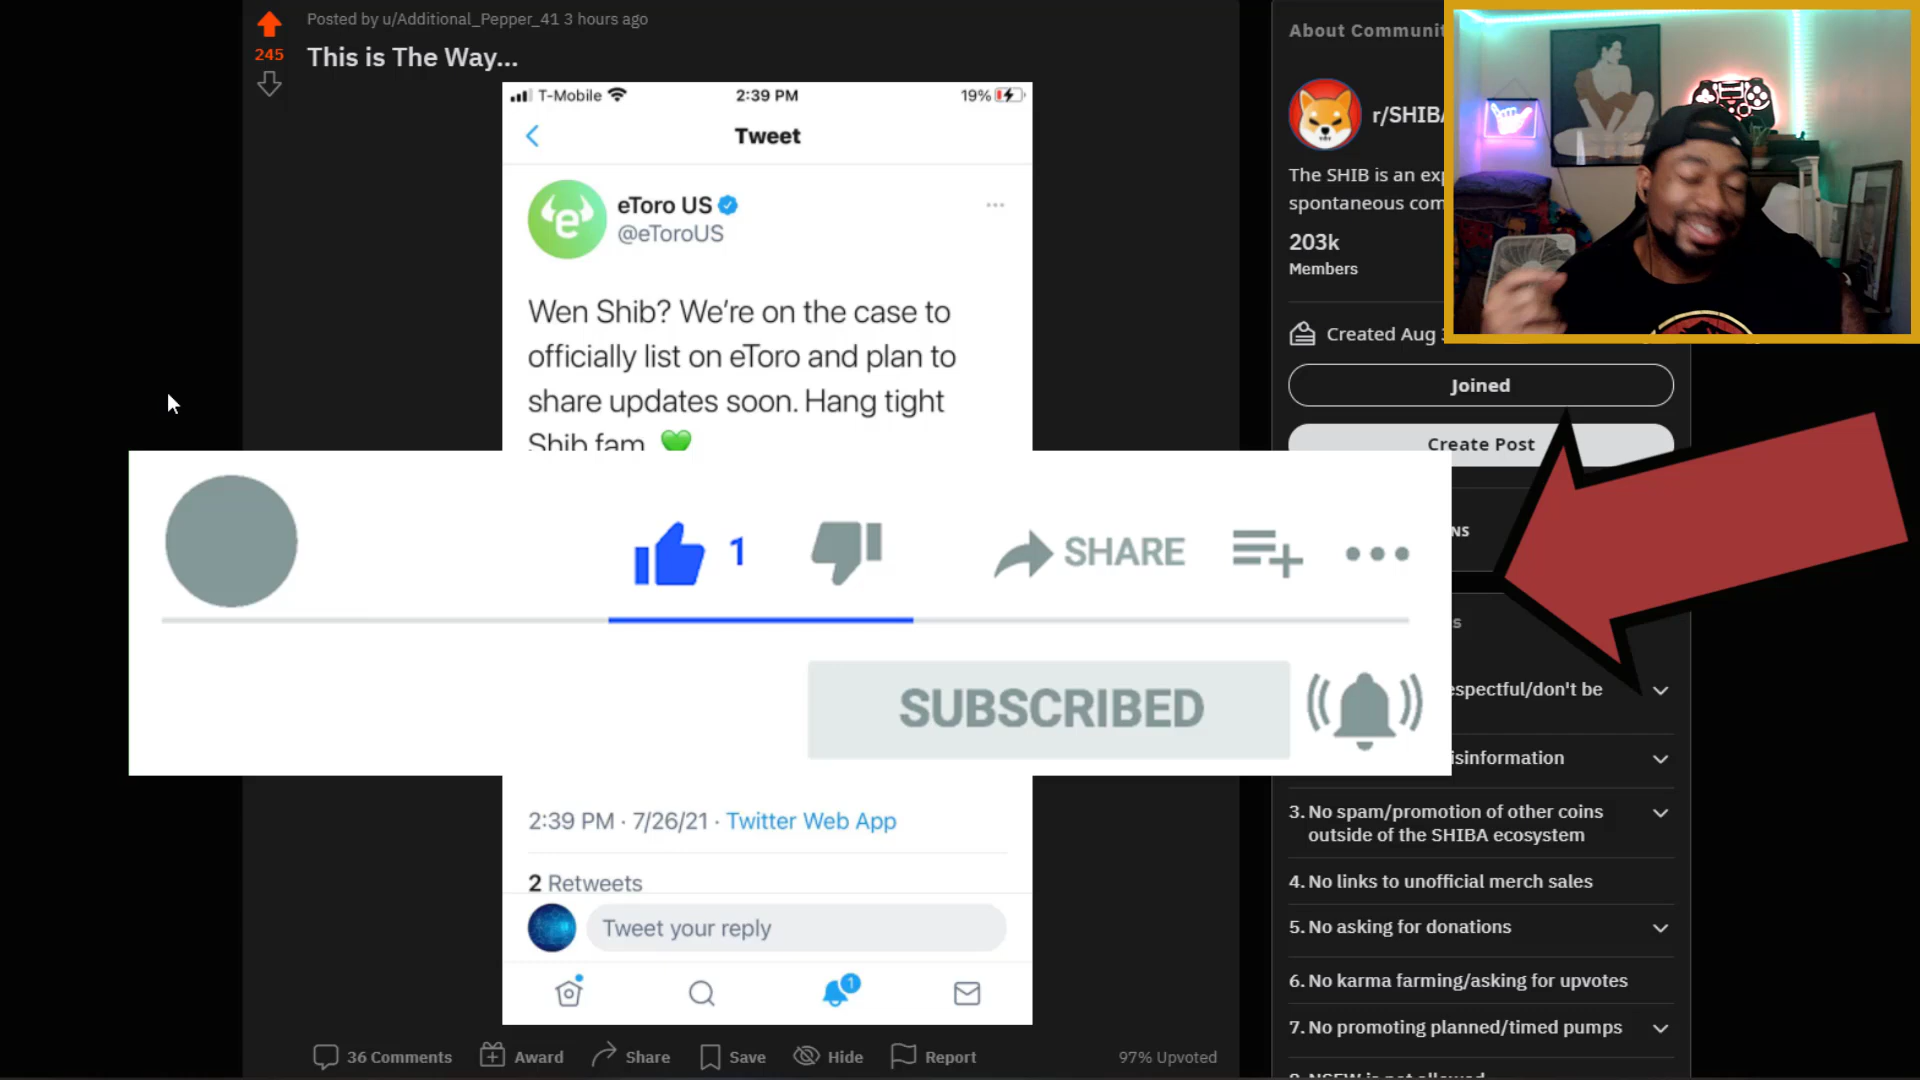 Posted by u/Additional_Pepper_41 3 hours ago
245
This is The Way...
T-Mobile
2:39 PM
19%
Tweet
eToro US
@eToroUS
Wen Shib? We're on the case to
officially list on eToro and plan to
share updates soon. Hang tight
Shib fam
1
SHARE
SUBSCRIBED
2:39 PM · 7/26/21 · Twitter Web App
2 Retweets
Tweet your reply
1
36 Comments
Award
Share
Save
Hide
Report
97% Upvoted
About Communit
r/SHIB
The SHIB is an exp
spontaneous com
203k
Members
Created Aug
Joined
Create Post
NS
s
espectful/don't be
isinformation
3. No spam/promotion of other coins
outside of the SHIBA ecosystem
4. No links to unofficial merch sales
5. No asking for donations
6. No karma farming/asking for upvotes
7. No promoting planned/timed pumps